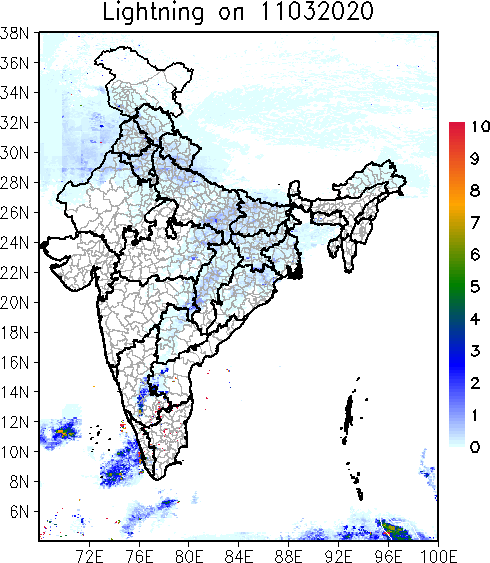 Lightning on 11032020
38N
36N
34N
32N
30N
28N
26N
24N
22N
20N
18N
16N
14N
12N
10N
8N
6N
72E 76E 80E 84E 88E 92E 96E 100E
10
9
8
7
6
5
4
3
2
1
0